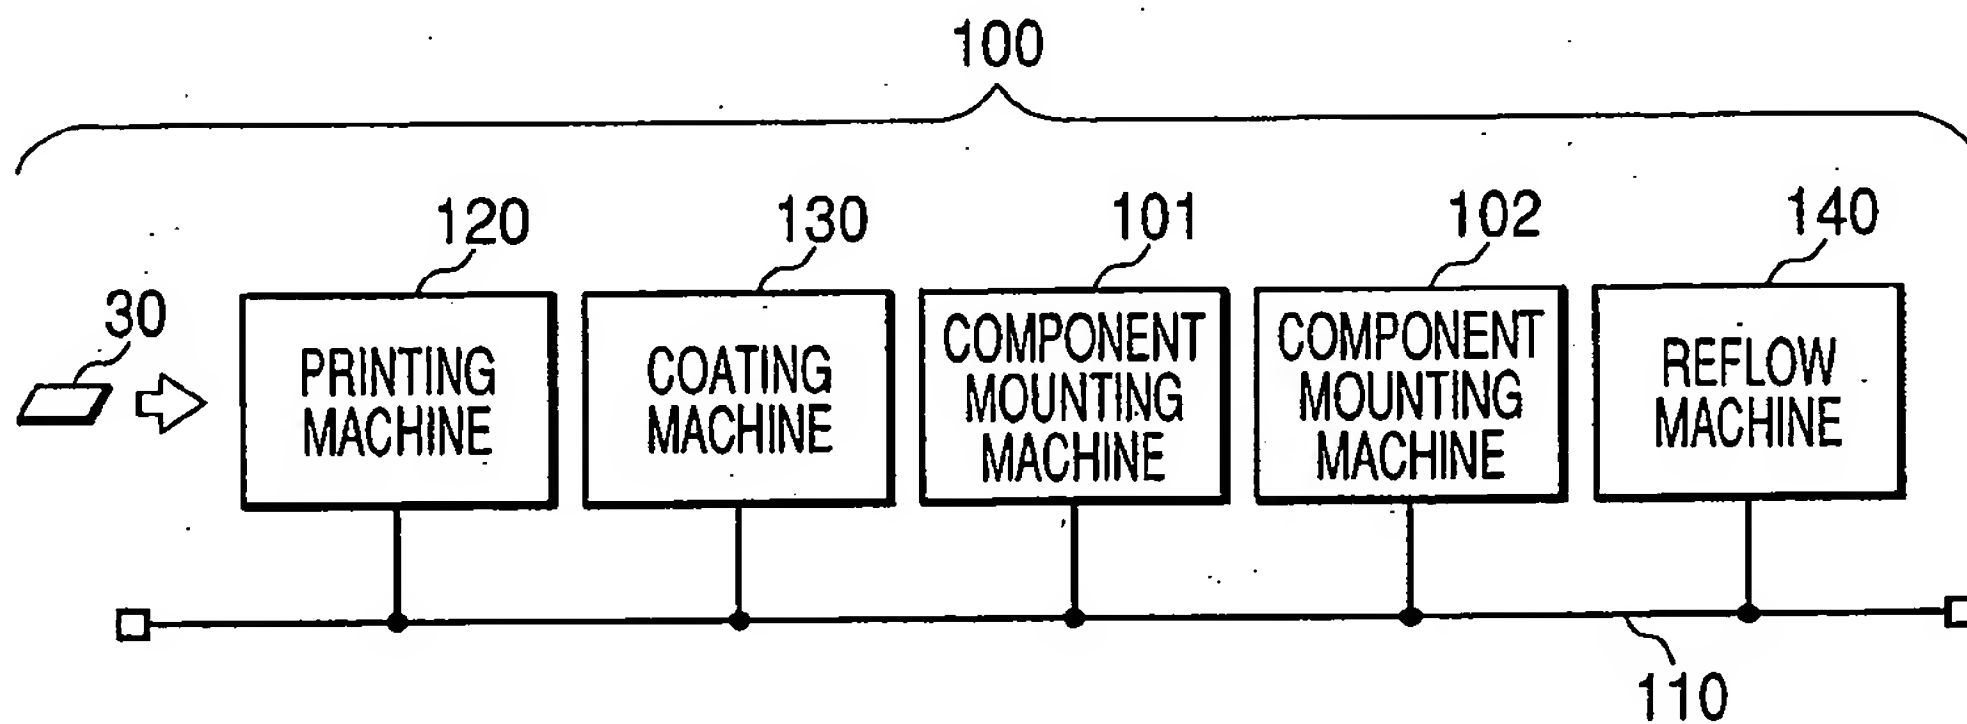 100
120
130
101
102
140
30
PRINTING
MACHINE
COATING
MACHINE
COMPONENT
MOUNTING
MACHINE
COMPONENT
MOUNTING
MACHINE
REFLOW
MACHINE
110